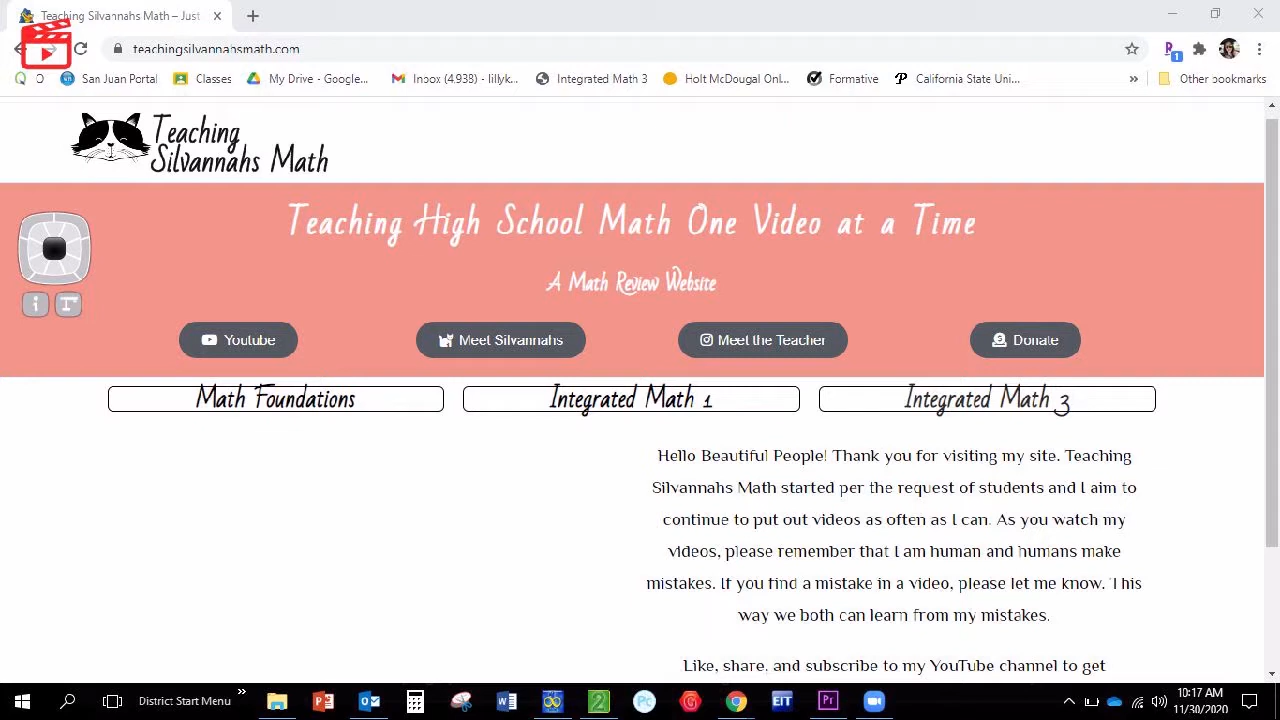 Teaching Silvannahs Math – Just
teachingsilvannahsmath.com
R 1
Q O San Juan Portal Classes My Drive - Google... Inbox (4,938) - lillyk... Integrated Math 3 Holt McDougal Onl... Formative California State Uni... » Other bookmarks
Teaching
Silvannahs Math
Teaching High School Math One Video at a Time
A Math Review Website
Youtube Meet Silvannahs Meet the Teacher Donate
Math Foundations Integrated Math 1 Integrated Math 3
Hello Beautiful People! Thank you for visiting my site. Teaching
Silvannahs Math started per the request of students and I aim to
continue to put out videos as often as I can. As you watch my
videos, please remember that I am human and humans make
mistakes. If you find a mistake in a video, please let me know. This
way we both can learn from my mistakes.
Like, share, and subscribe to my YouTube channel to get
District Start Menu » EIT Pr
10:17 AM
11/30/2020